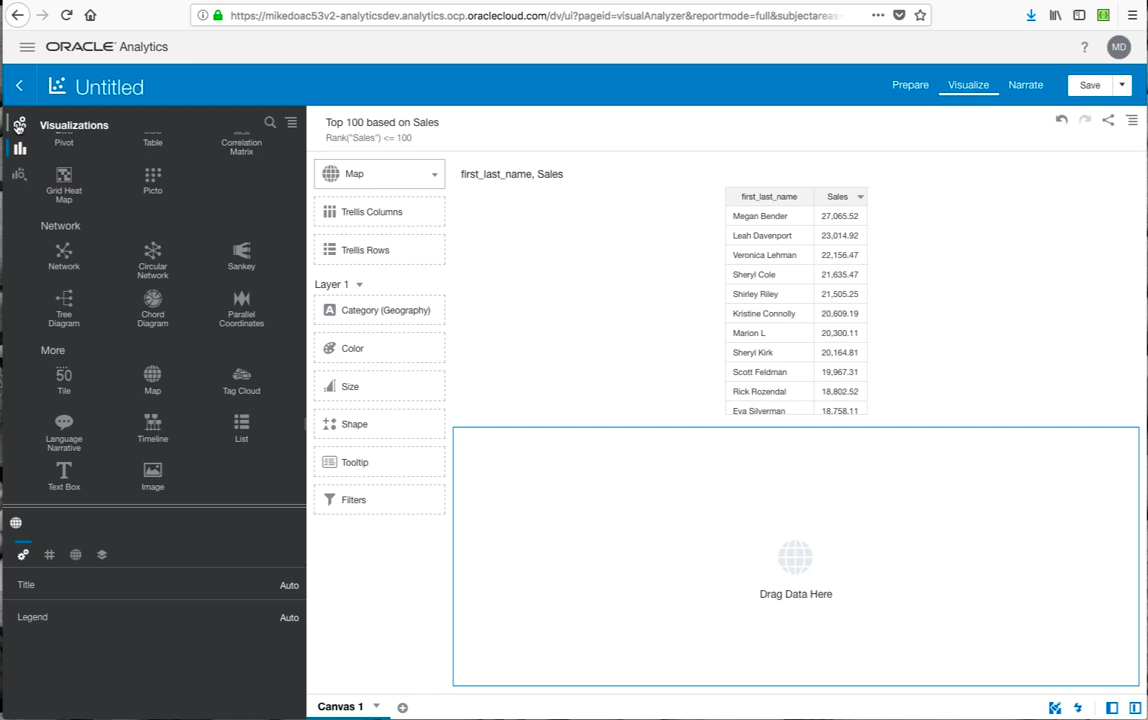 https://mikedoac53v2-analyticsdev.analytics.ocp.oraclecloud.com/dv/ui?pageid=visualAnalyzer&reportmode=full&subjectareas=
ORACLE Analytics
? MD
Untitled
Prepare Visualize Narrate Save
Visualizations
Pivot Table Correlation
Matrix
Grid Heat
Map
Picto
Network
Network Circular
Network
Sankey
Tree
Diagram
Chord
Diagram
Parallel
Coordinates
More
50
Tile Map Tag Cloud
Language
Narrative
Timeline List
T
Text Box Image
Title Auto
Legend Auto
Top 100 based on Sales
Rank("Sales") <= 100
Map
Trellis Columns
Trellis Rows
Layer 1
A Category (Geography)
Color
Size
Shape
Tooltip
Filters
first_last_name, Sales
first_last_name Sales
Megan Bender 27,065.52
Leah Davenport 23,014.92
Veronica Lehman 22,156.47
Sheryl Cole 21,635.47
Shirley Riley 21,505.25
Kristine Connolly 20,609.19
Marion L 20,300.11
Sheryl Kirk 20,164.81
Scott Feldman 19,967.31
Rick Rozendal 18,802.52
Eva Silverman 18,758.11
Drag Data Here
Canvas 1